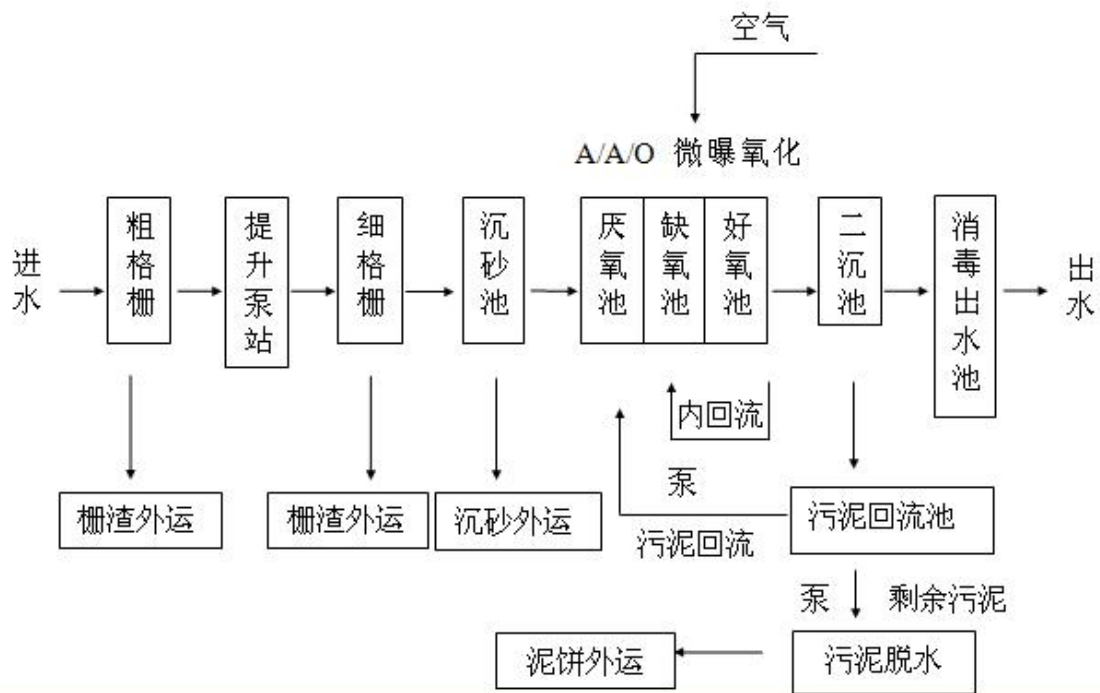 空气
A/A/O 微曝氧化
进水
粗格栅
提升泵站
细格栅
沉砂池
厌氧池
缺氧池
好氧池
二沉池
消毒出水池
出水
内回流
泵
栅渣外运
栅渣外运
沉砂外运
污泥回流
污泥回流池
泵
剩余污泥
泥饼外运
污泥脱水